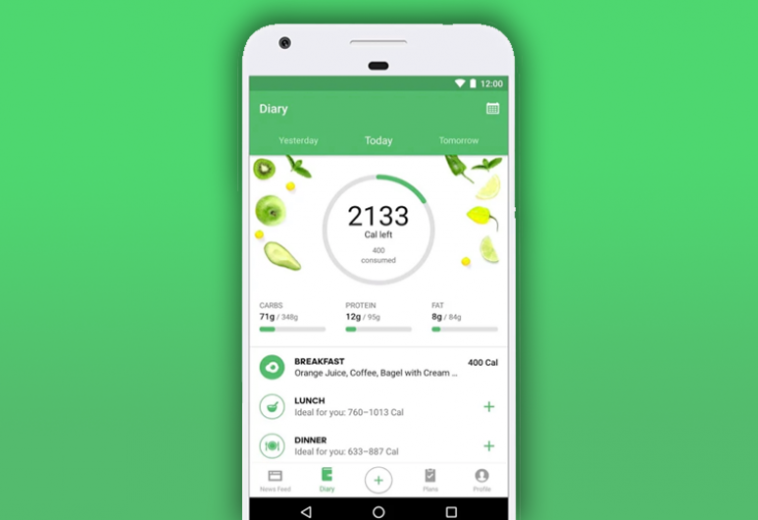 12:00
Diary
Yesterday Today Tomorrow
2133
Cal left
400
consumed
CARBS PROTEIN FAT
71g / 348g 12g / 95g 8g / 84g
BREAKFAST 400 Cal
Orange Juice, Coffee, Bagel with Cream ...
LUNCH
Ideal for you: 760–1013 Cal
DINNER
Ideal for you: 633–887 Cal
News Feed Diary Plans Profile